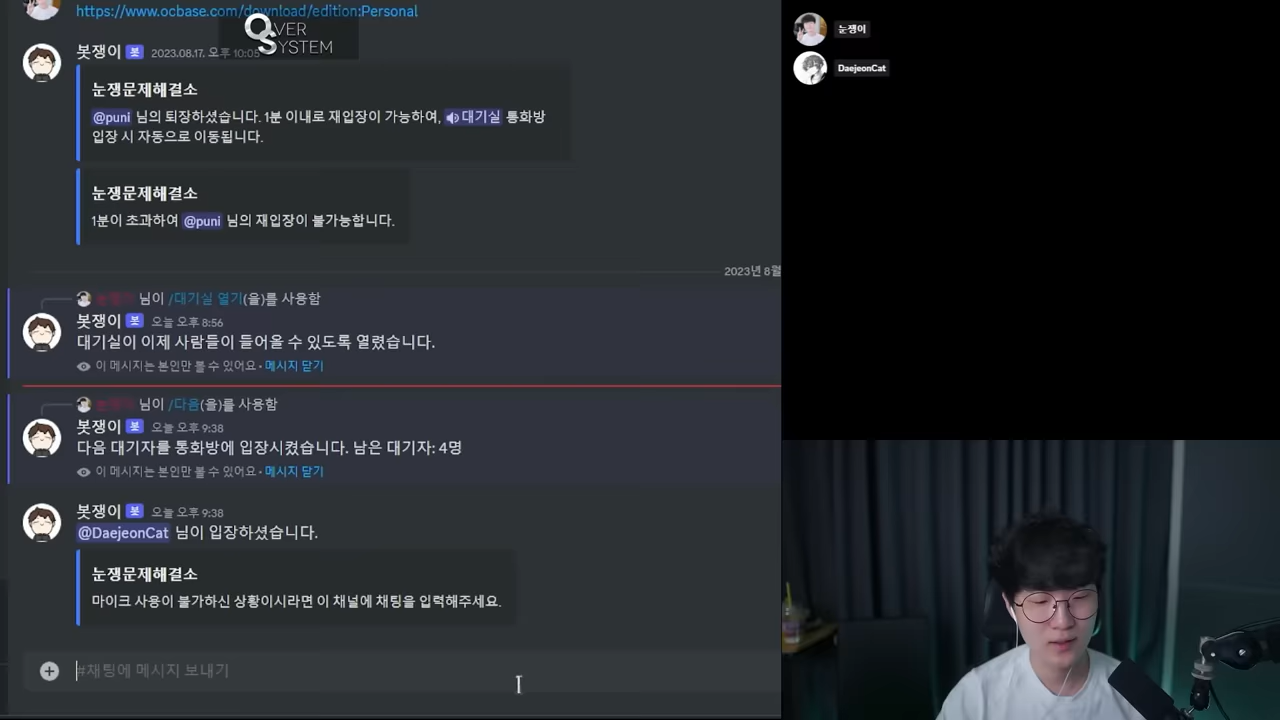 https://www.ocbase.com/download/edition:Personal
OVER
SYSTEM
봇쟁이 봇 2023.08.17. 오후 10:05
눈쟁문제해결소
@puni 님의 퇴장하셨습니다. 1분 이내로 재입장이 가능하여, 대기실 통화방
입장 시 자동으로 이동됩니다.
눈쟁문제해결소
1분이 초과하여 @puni 님의 재입장이 불가능합니다.
2023년 8월
님이 /대기실 열기(을)를 사용함
봇쟁이 봇 오늘 오후 8:56
대기실이 이제 사람들이 들어올 수 있도록 열렸습니다.
이 메시지는 본인만 볼 수 있어요 · 메시지 닫기
님이 /다음(을)를 사용함
봇쟁이 봇 오늘 오후 9:38
다음 대기자를 통화방에 입장시켰습니다. 남은 대기자: 4명
이 메시지는 본인만 볼 수 있어요 · 메시지 닫기
봇쟁이 봇 오늘 오후 9:38
@DaejeonCat 님이 입장하셨습니다.
눈쟁문제해결소
마이크 사용이 불가하신 상황이시라면 이 채널에 채팅을 입력해주세요.
#채팅에 메시지 보내기
눈쟁이
DaejeonCat